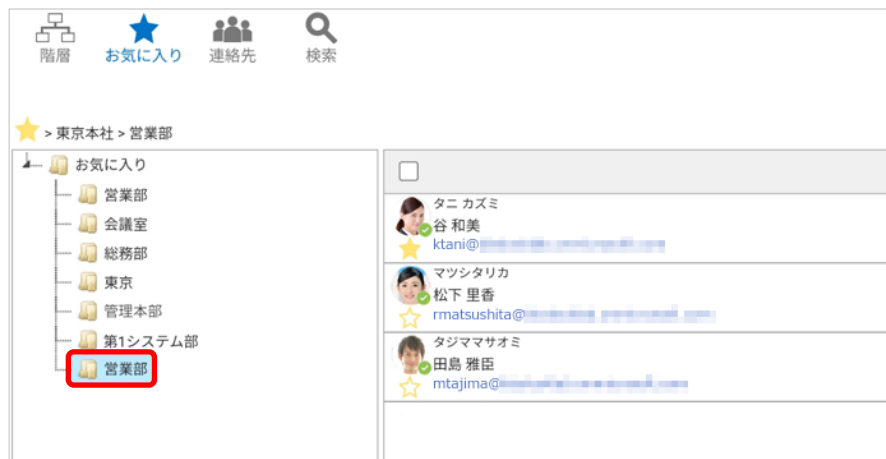 階層 お気に入り 連絡先 検索
> 東京本社 > 営業部
お気に入り
営業部
会議室
総務部
東京
管理本部
第1システム部
営業部
タニ カズミ
谷 和美
ktani@
マツシタリカ
松下 里香
rmatsushita@
タジママサオミ
田島 雅臣
mtajima@